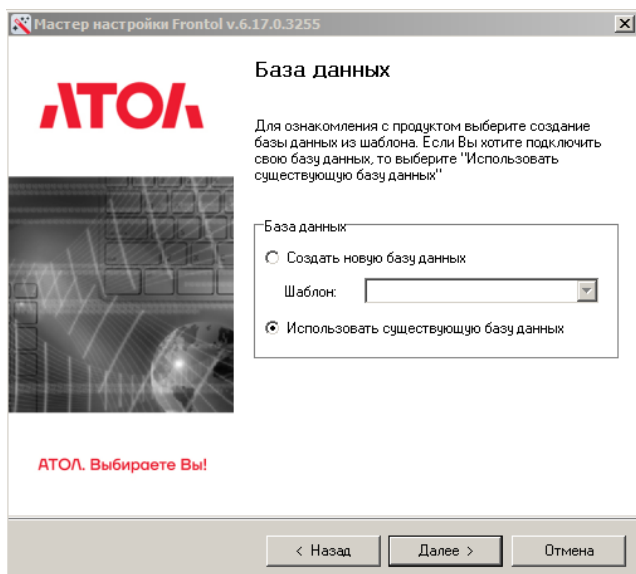 Мастер настройки Frontol v.6.17.0.3255
АТОЛ
База данных
Для ознакомления с продуктом выберите создание
базы данных из шаблона. Если Вы хотите подключить
свою базу данных, то выберите "Использовать
существующую базу данных"
База данных
Создать новую базу данных
Шаблон:
Использовать существующую базу данных
АТОЛ. Выбираете Вы!
< Назад
Далее >
Отмена